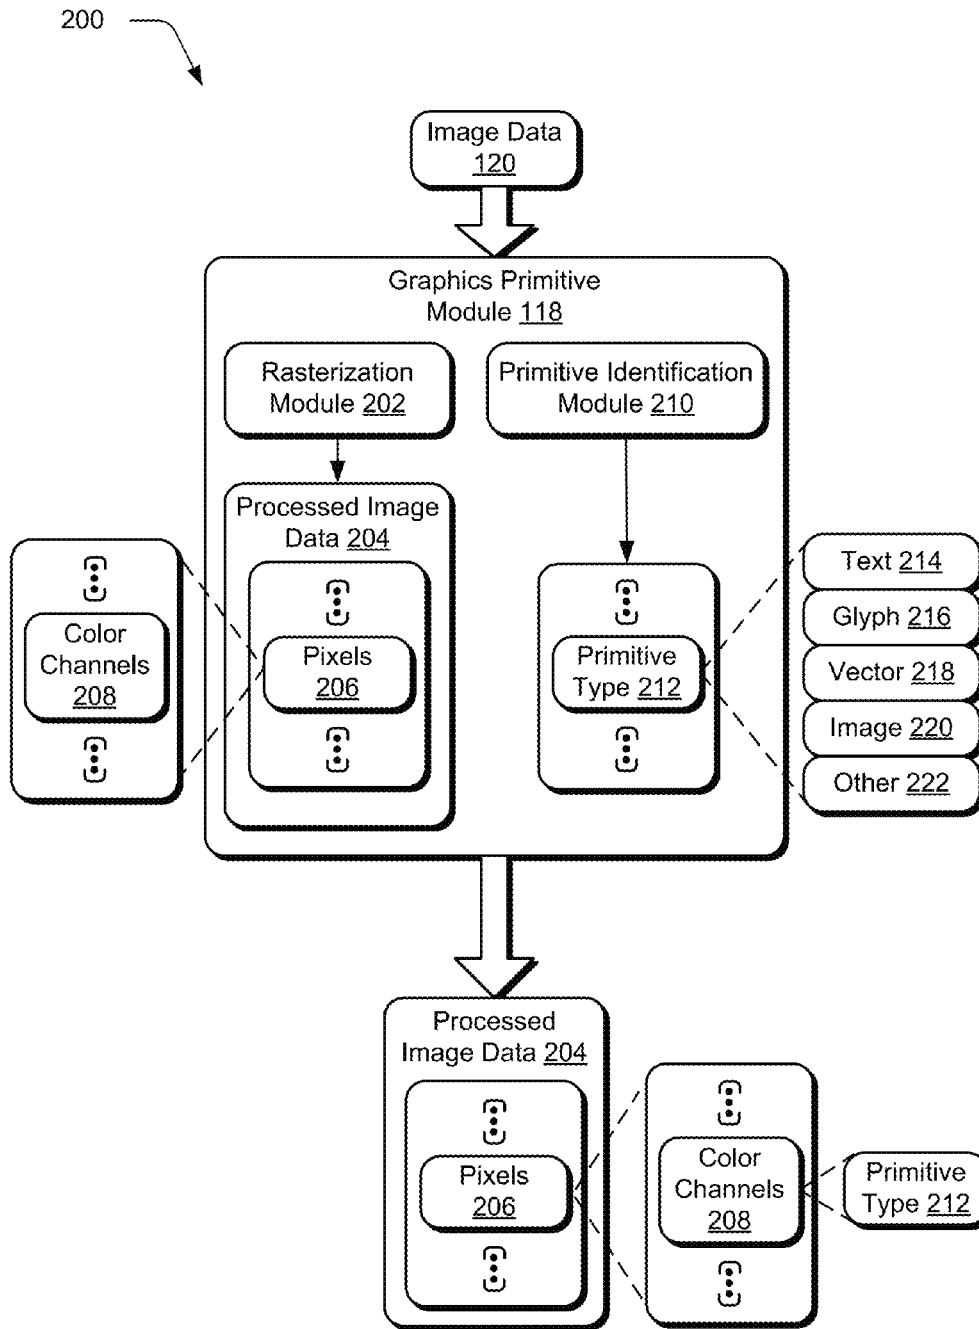 200
Image Data
120
Graphics Primitive
Module 118
Rasterization
Module 202
Primitive Identification
Module 210
Processed Image
Data 204
Color
Channels
208
Pixels
206
Primitive
Type 212
Text 214
Glyph 216
Vector 218
Image 220
Other 222
Processed
Image Data 204
Pixels
206
Color
Channels
208
Primitive
Type 212